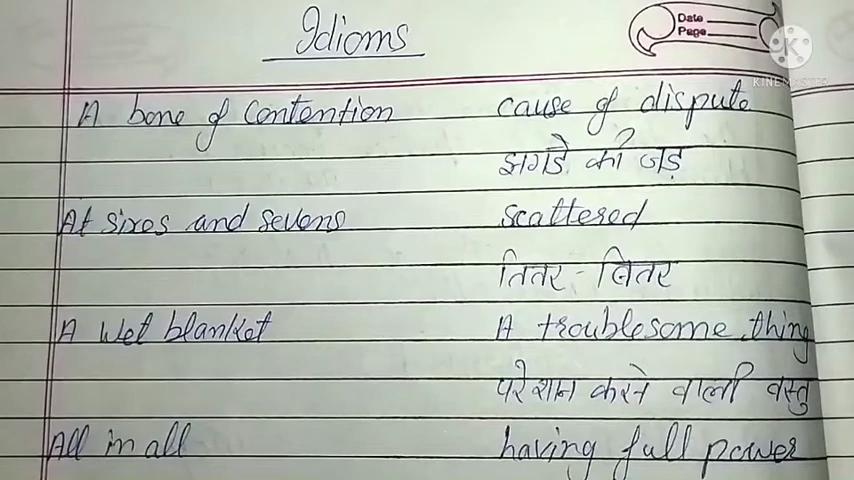 Idioms
Date
Page
KINEMASTER
A bone of Contention cause of dispute
झगडे की जड़
At sixes and sevens scattered
तितर - बितर
A wet blanket A troublesome thing
परेशान करने वाली वस्तु
All in all having full power